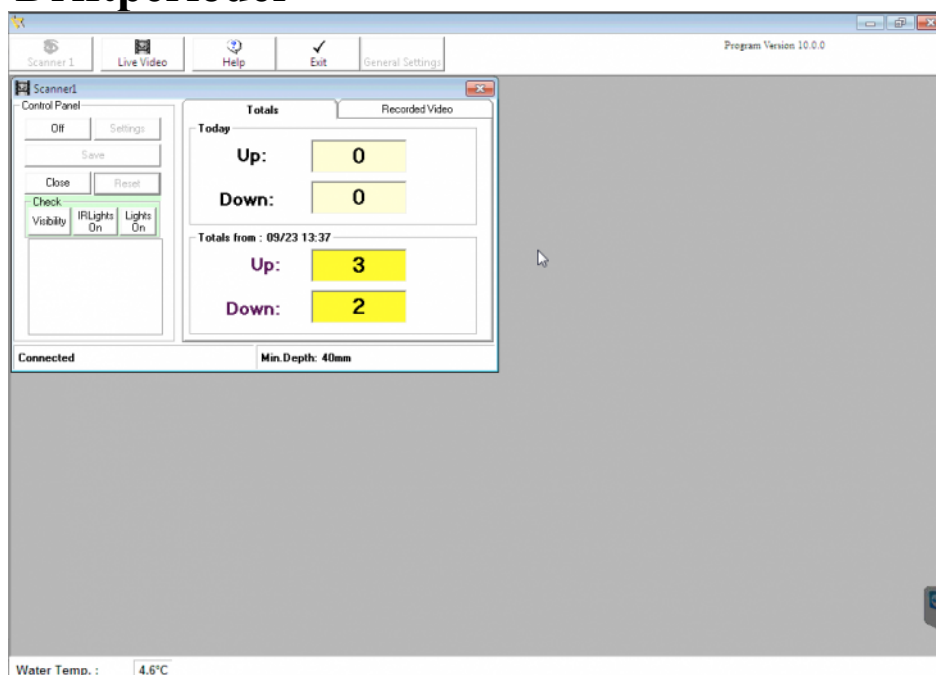 Driftperioder
Program Version 10.0.0
Scanner 1
Live Video
Help
Exit
General Settings
Scanner1
Control Panel
Off
Settings
Save
Close
Reset
Check
Visibility
IRLights On
Lights On
Totals
Recorded Video
Today
Up: 0
Down: 0
Totals from : 09/23 13:37
Up: 3
Down: 2
Connected
Min.Depth: 40mm
Water Temp. : 4.6°C